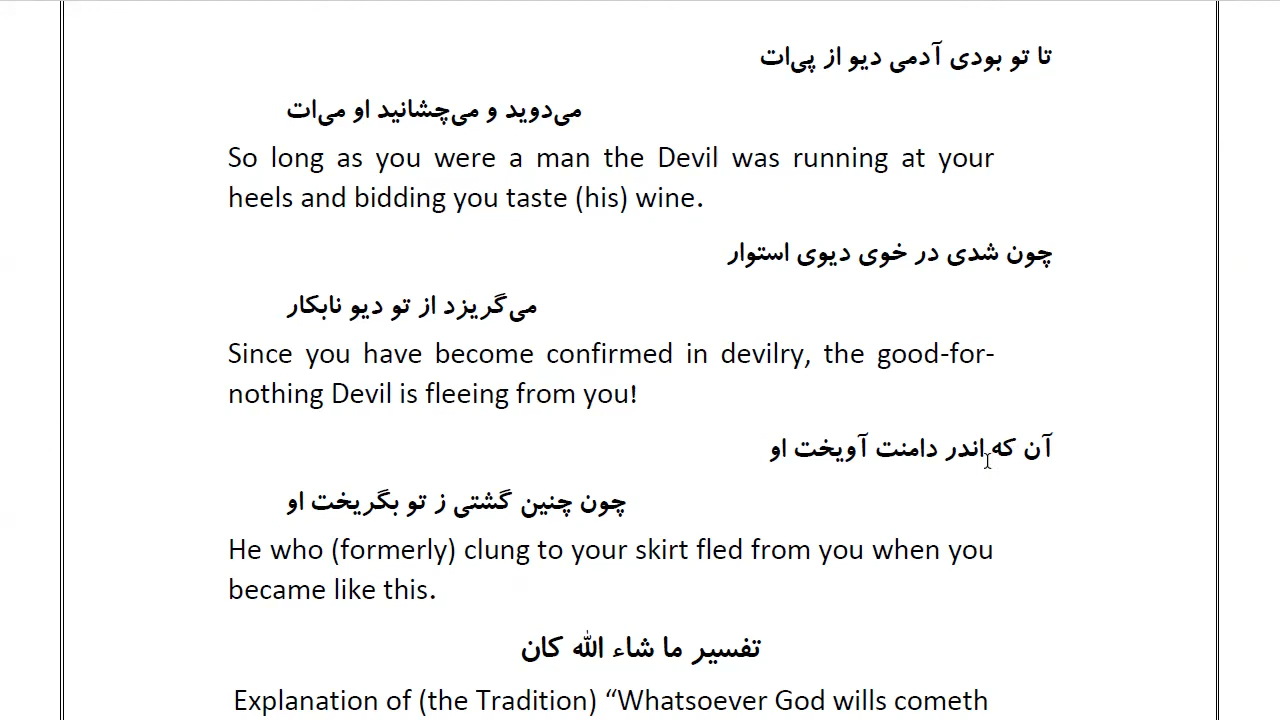 تا تو بودی آدمی دیو از پی‌ات
می‌دوید و می‌چشانید او می‌ات
So long as you were a man the Devil was running at your
heels and bidding you taste (his) wine.
چون شدی در خوی دیوی استوار
می‌گریزد از تو دیو نابکار
Since you have become confirmed in devilry, the good-for-
nothing Devil is fleeing from you!
آن که اندر دامنت آویخت او
چون چنین گشتی ز تو بگریخت او
He who (formerly) clung to your skirt fled from you when you
became like this.
تفسیر ما شاء الله کان
Explanation of (the Tradition) “Whatsoever God wills cometh